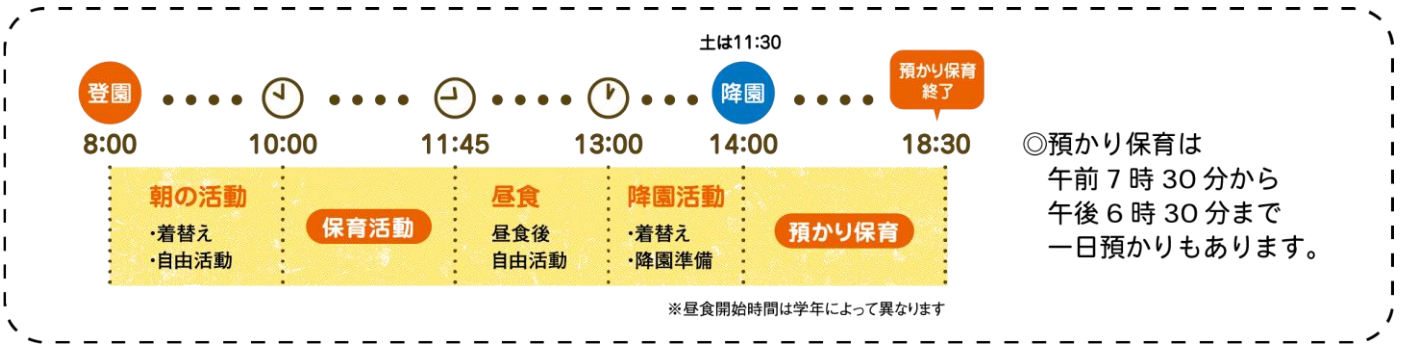 土は11:30
登園
降園
預かり保育
終了
8:00 10:00 11:45 13:00 14:00 18:30
朝の活動
・着替え
・自由活動
保育活動
昼食
昼食後
自由活動
降園活動
・着替え
・降園準備
預かり保育
※昼食開始時間は学年によって異なります
◎預かり保育は
午前7時30分から
午後6時30分まで
一日預かりもあります。